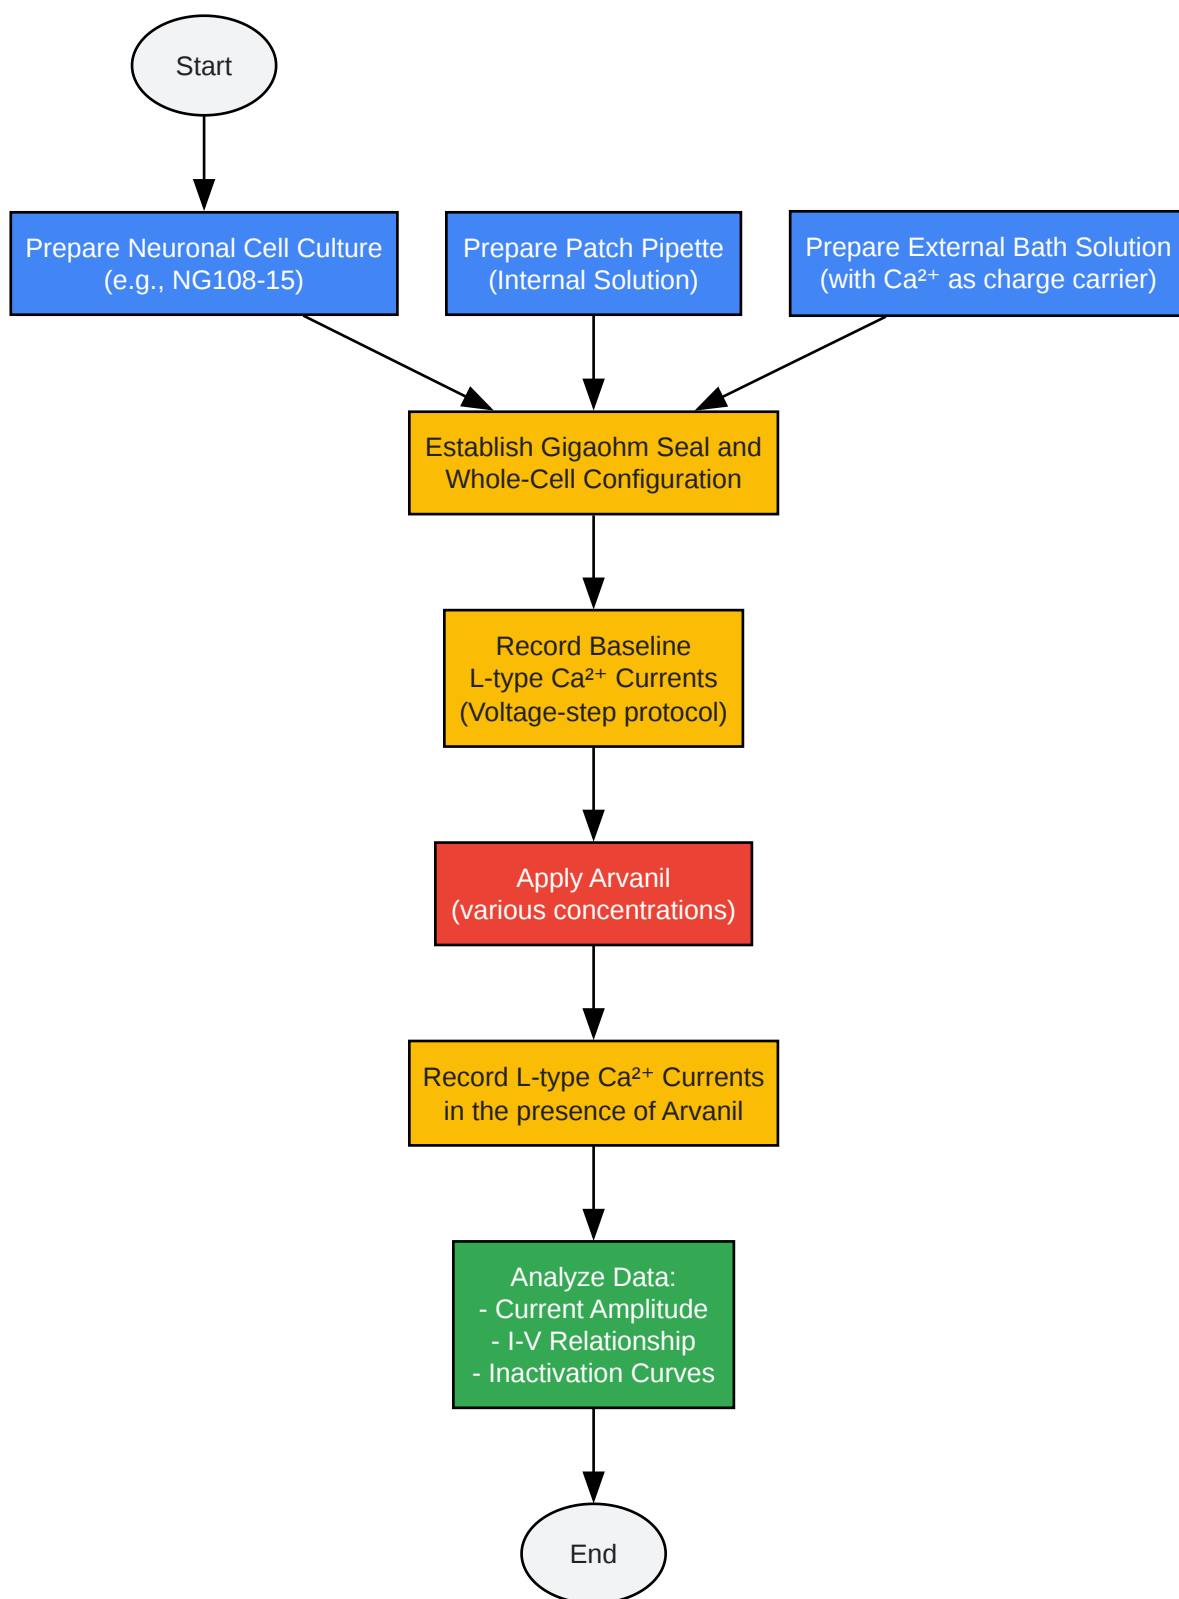 Start
Prepare Neuronal Cell Culture
(e.g., NG108-15)
Prepare Patch Pipette
(Internal Solution)
Prepare External Bath Solution
(with Ca²⁺ as charge carrier)
Establish Gigaohm Seal and
Whole-Cell Configuration
Record Baseline
L-type Ca²⁺ Currents
(Voltage-step protocol)
Apply Arvanil
(various concentrations)
Record L-type Ca²⁺ Currents
in the presence of Arvanil
Analyze Data:
- Current Amplitude
- I-V Relationship
- Inactivation Curves
End